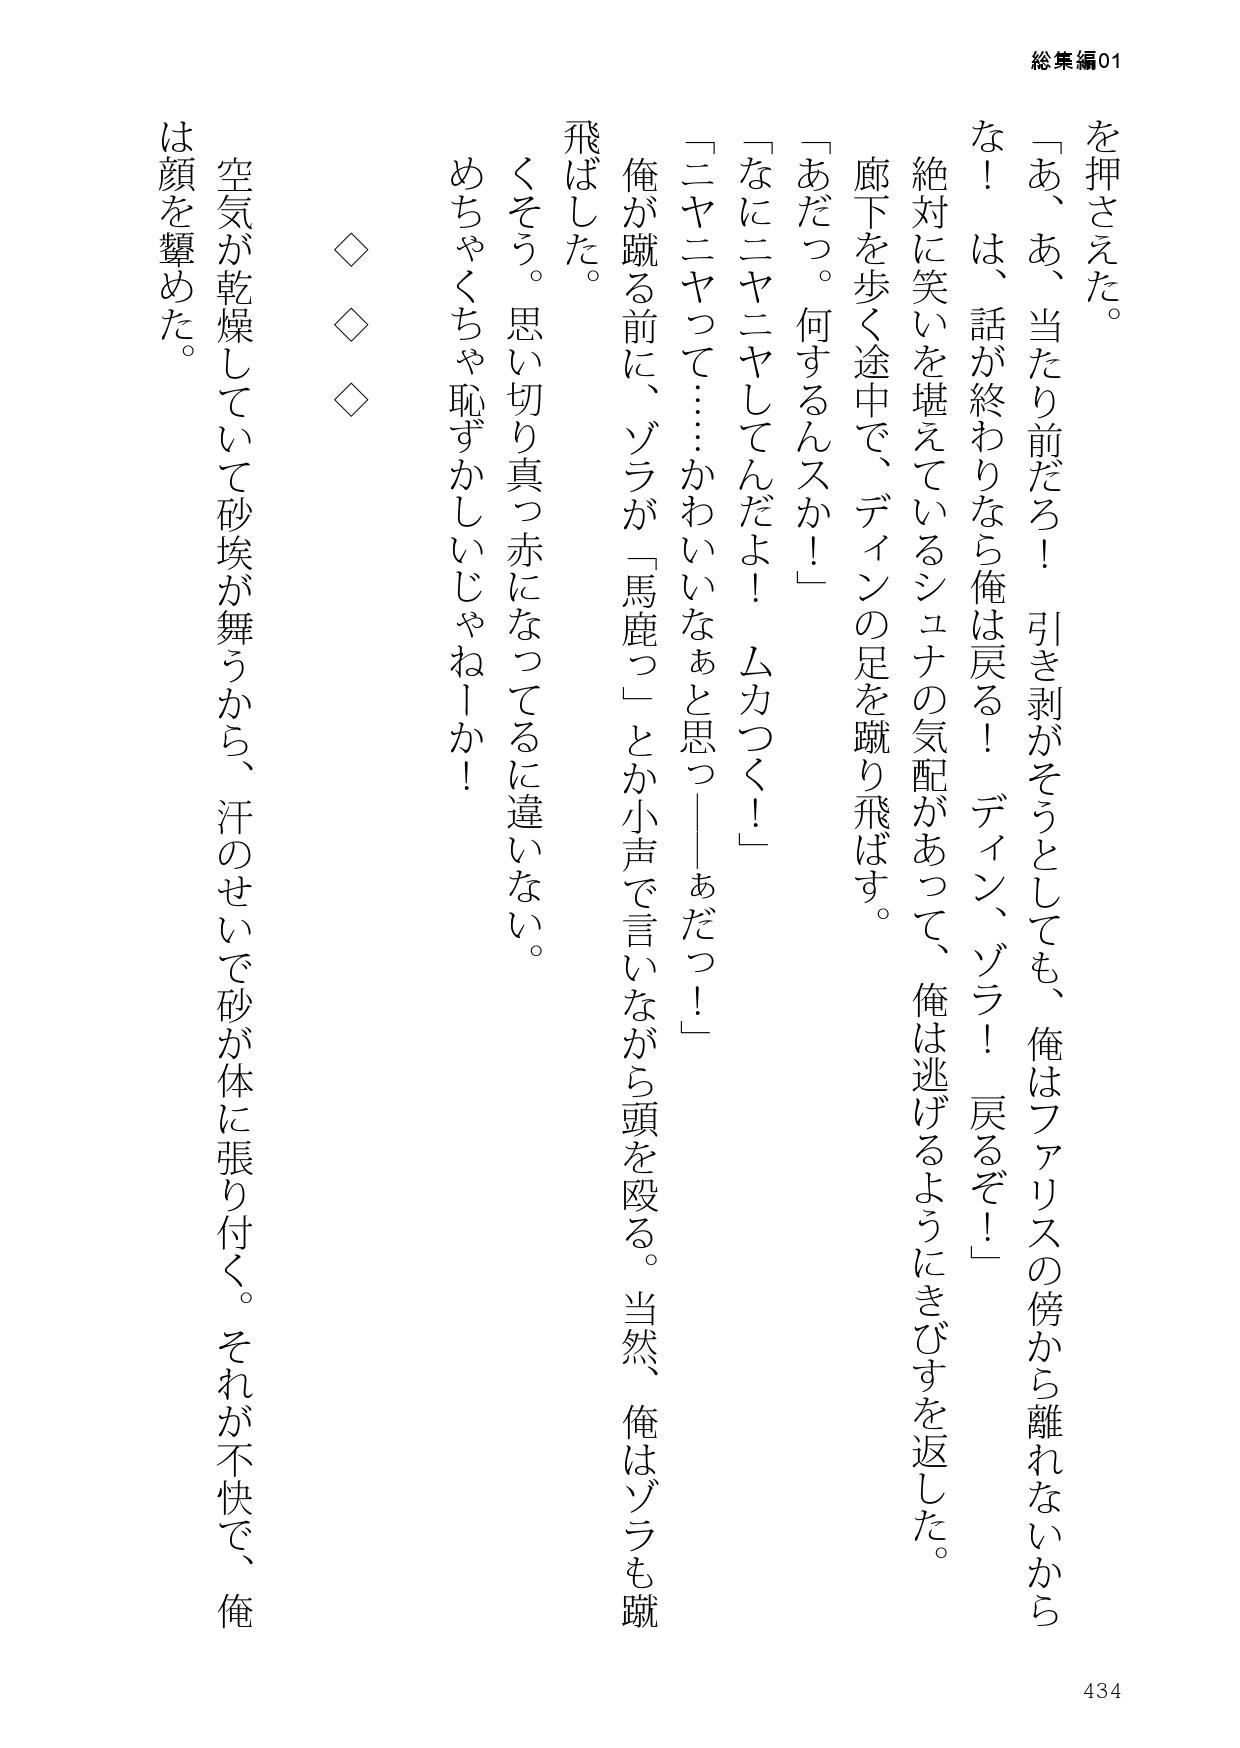 総集編01
を押さえた。
「あ、あ、当たり前だろ！　引き剥がそうとしても、俺はファリスの傍から離れないから
な！　は、話が終わりなら俺は戻る！　ディン、ゾラ！　戻るぞ！」
　絶対に笑いを堪えているシュナの気配があって、俺は逃げるようにきびすを返した。
　廊下を歩く途中で、ディンの足を蹴り飛ばす。
「あだっ。何するんスか！」
「なにニヤニヤしてんだよ！　ムカつく！」
「ニヤニヤって……かわいいなぁと思っ――あだっ！」
　俺が蹴る前に、ゾラが「馬鹿っ」とか小声で言いながら頭を殴る。当然、俺はゾラも蹴
飛ばした。
　くそう。思い切り真っ赤になってるに違いない。
　めちゃくちゃ恥ずかしいじゃねーか！
◇　◇　◇
　空気が乾燥していて砂埃が舞うから、汗のせいで砂が体に張り付く。それが不快で、俺
は顔を顰めた。
434